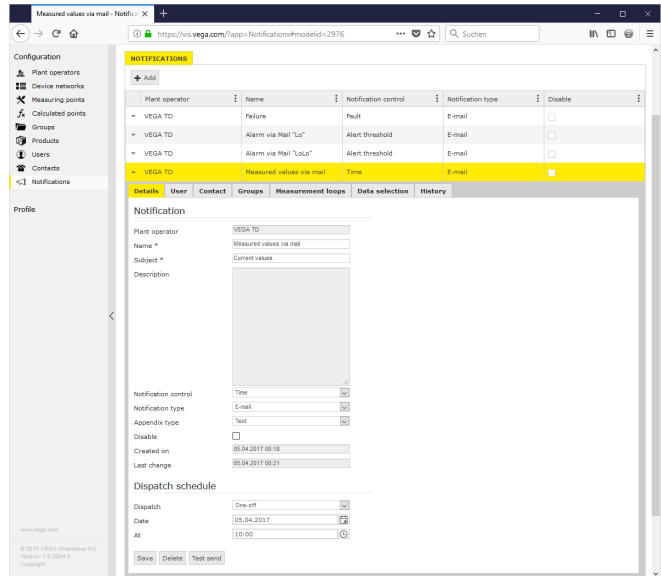 Measured values via mail - Notifica
https://vis.vega.com/?app=Notifications#modelid=2976
Suchen
Configuration
Plant operators
Device networks
Measuring points
Calculated points
Groups
Products
Users
Contacts
Notifications
Profile
NOTIFICATIONS
Add
Plant operator Name Notification control Notification type Disable
VEGA TD Failure Fault E-mail
VEGA TD Alarm via Mail "Lo" Alert threshold E-mail
VEGA TD Alarm via Mail "LoLo" Alert threshold E-mail
VEGA TD Measured values via mail Time E-mail
Details User Contact Groups Measurement loops Data selection History
Notification
Plant operator VEGA TD
Name * Measured values via mail
Subject * Current values
Description
Notification control Time
Notification type E-mail
Appendix type Text
Disable
Created on 05.04.2017 08:18
Last change 05.04.2017 08:21
Dispatch schedule
Dispatch One-off
Date 05.04.2017
At 10:00
Save Delete Test send
www.vega.com
VEGA Grieshaber KG
Version
Copyright